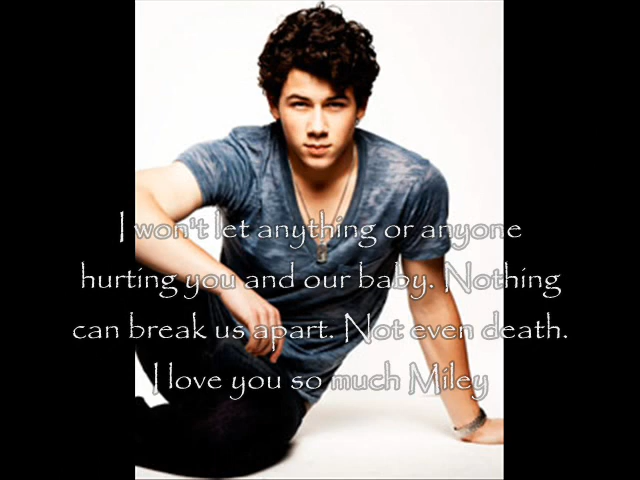 I won't let anything or anyone
hurting you and our baby. Nothing
can break us apart. Not even death.
I love you so much Miley